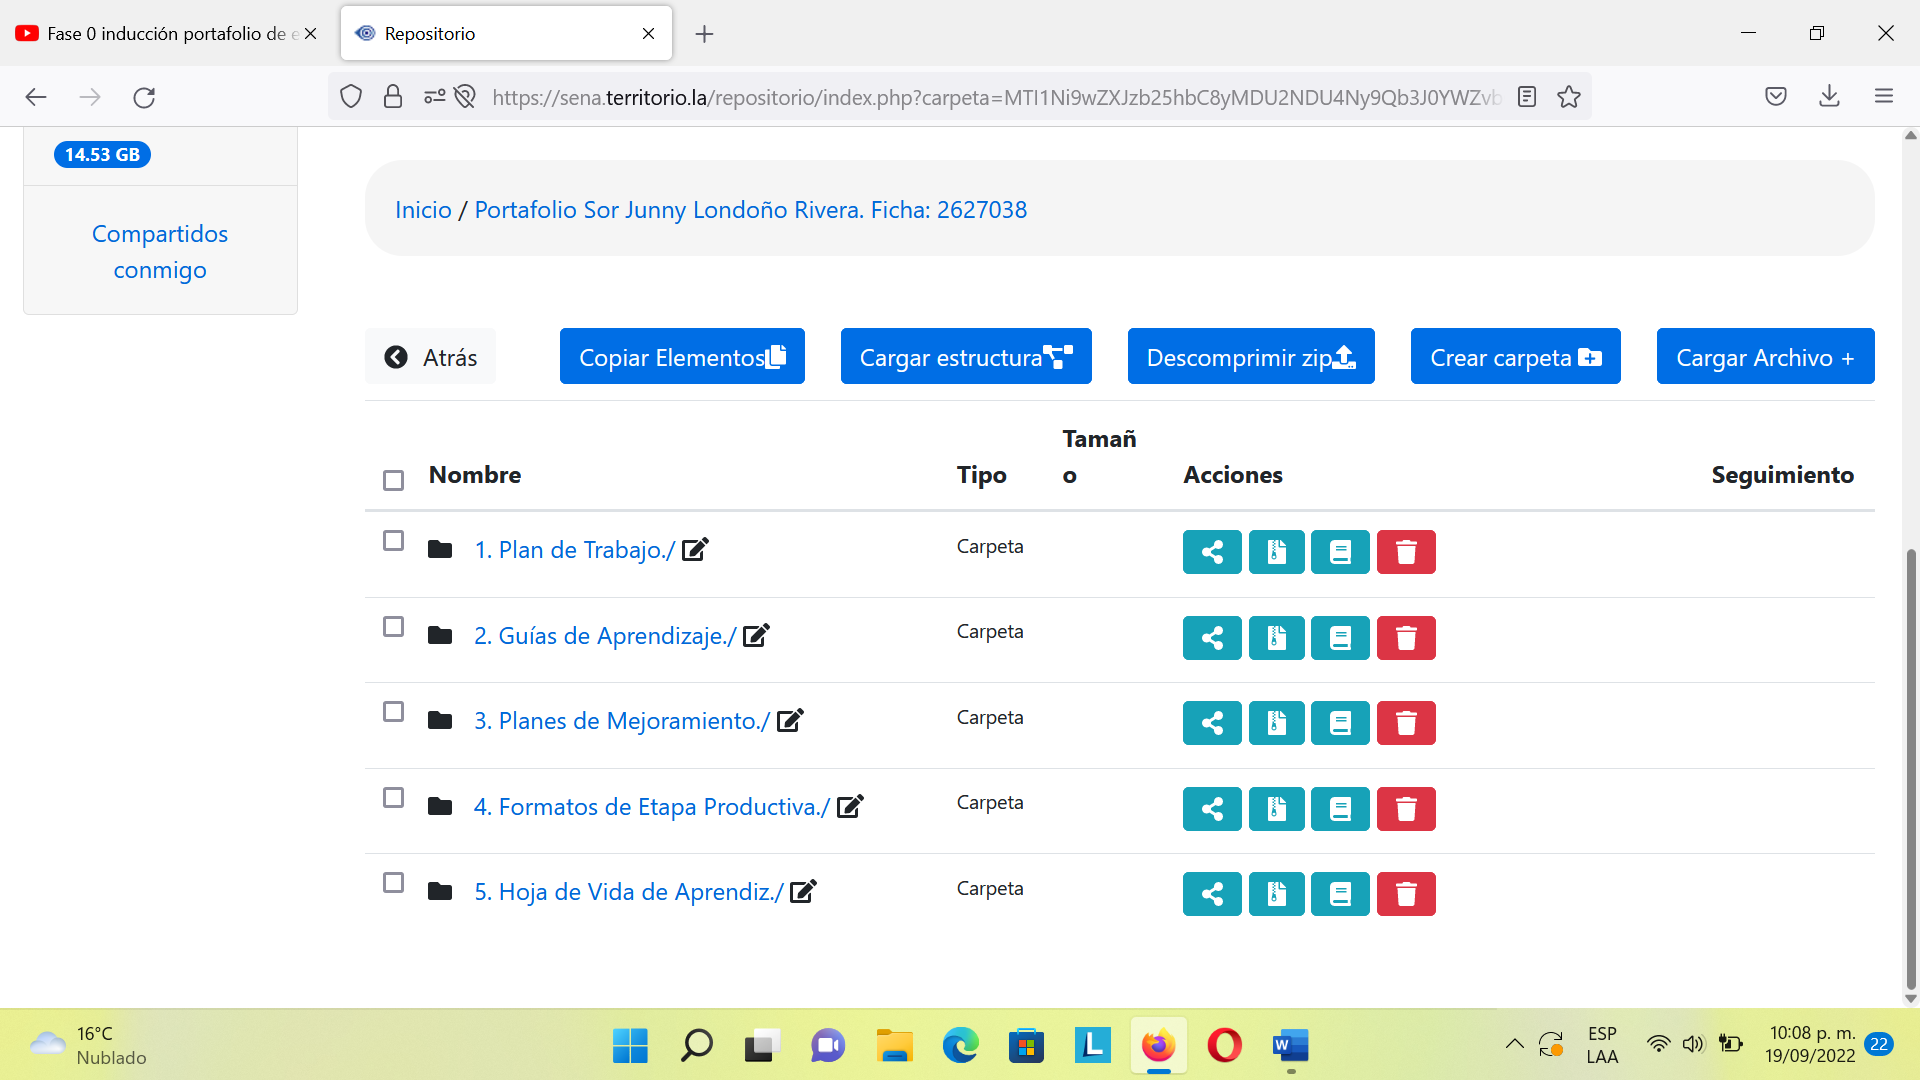 Fase 0 inducción portafolio de e
Repositorio
https://sena.territorio.la/repositorio/index.php?carpeta=MTI1Ni9wZXJzb25hbC8yMDU2NDU4Ny9Qb3J0YWZvb
14.53 GB
Compartidos
conmigo
Inicio / Portafolio Sor Junny Londoño Rivera. Ficha: 2627038
Atrás
Copiar Elementos
Cargar estructura
Descomprimir zip
Crear carpeta
Cargar Archivo +
Nombre
Tipo
Tamañ
o
Acciones
Seguimiento
1. Plan de Trabajo./
Carpeta
2. Guías de Aprendizaje./
Carpeta
3. Planes de Mejoramiento./
Carpeta
4. Formatos de Etapa Productiva./
Carpeta
5. Hoja de Vida de Aprendiz./
Carpeta
16°C
Nublado
L
W
ESP
LAA
10:08 p. m.
19/09/2022
22